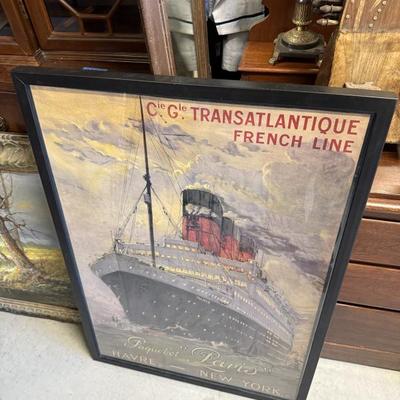 Cie. Gle. TRANSATLANTIQUE
FRENCH LINE
Paquebot "Paris"
HAVRE — NEW YORK